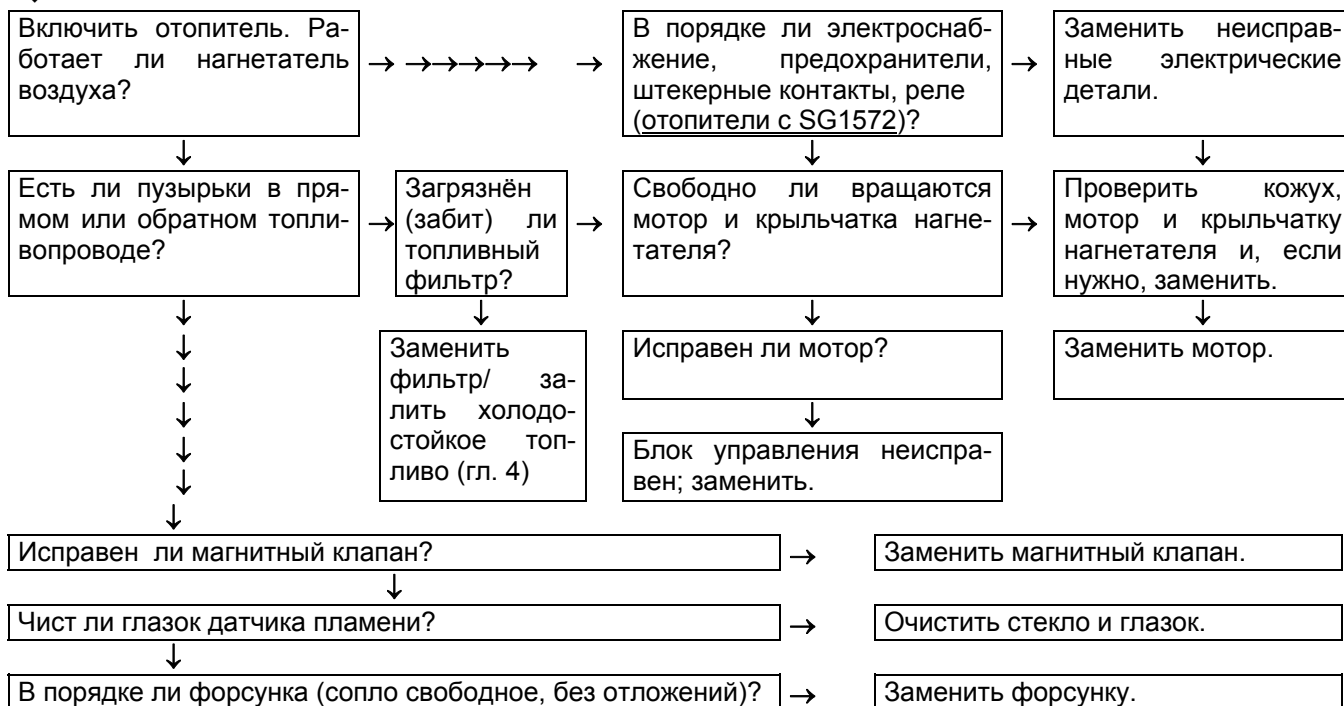 Включить отопитель. Ра-
ботает ли нагнетатель
воздуха?
→ →→→→→ →
В порядке ли электроснаб-
жение, предохранители,
штекерные контакты, реле
(отопители с SG1572)?
→
Заменить неисправ-
ные электрические
детали.
Есть ли пузырьки в пря-
мом или обратном топли-
вопроводе?
→
Загрязнён
(забит) ли
топливный
фильтр?
→
Свободно ли вращаются
мотор и крыльчатка нагне-
тателя?
→
Проверить кожух,
мотор и крыльчатку
нагнетателя и, если
нужно, заменить.
Заменить
фильтр/ за-
лить холодо-
стойкое топ-
ливо (гл. 4)
Исправен ли мотор?
Заменить мотор.
Блок управления неиспра-
вен; заменить.
Исправен ли магнитный клапан?
→
Заменить магнитный клапан.
Чист ли глазок датчика пламени?
→
Очистить стекло и глазок.
В порядке ли форсунка (сопло свободное, без отложений)?
→
Заменить форсунку.